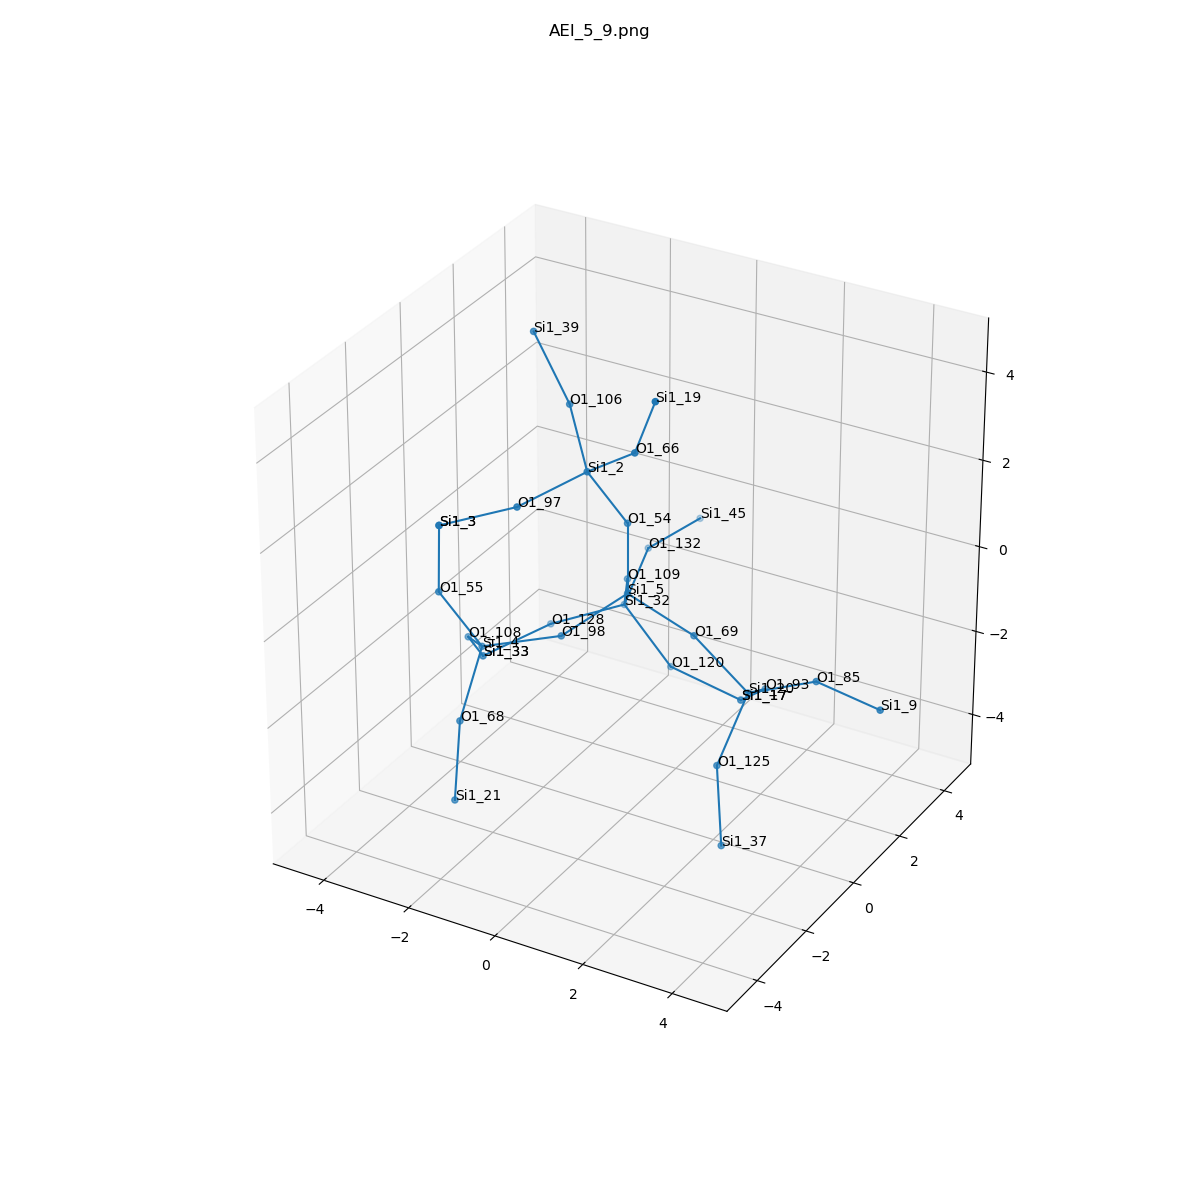 AEI_5_9.png
Si1_39
O1_106
Si1_19
O1_66
Si1_2
O1_97
Si1_3
O1_54
Si1_45
O1_132
O1_109
Si1_5
Si1_32
O1_55
O1_128
O1_98
O1_108
Si1_4
Si1_33
O1_69
O1_120
O1_93
O1_85
Si1_20
Si1_17
Si1_9
O1_68
O1_125
Si1_21
Si1_37
4
2
0
−2
−4
−4
−2
0
2
4
4
2
0
−2
−4